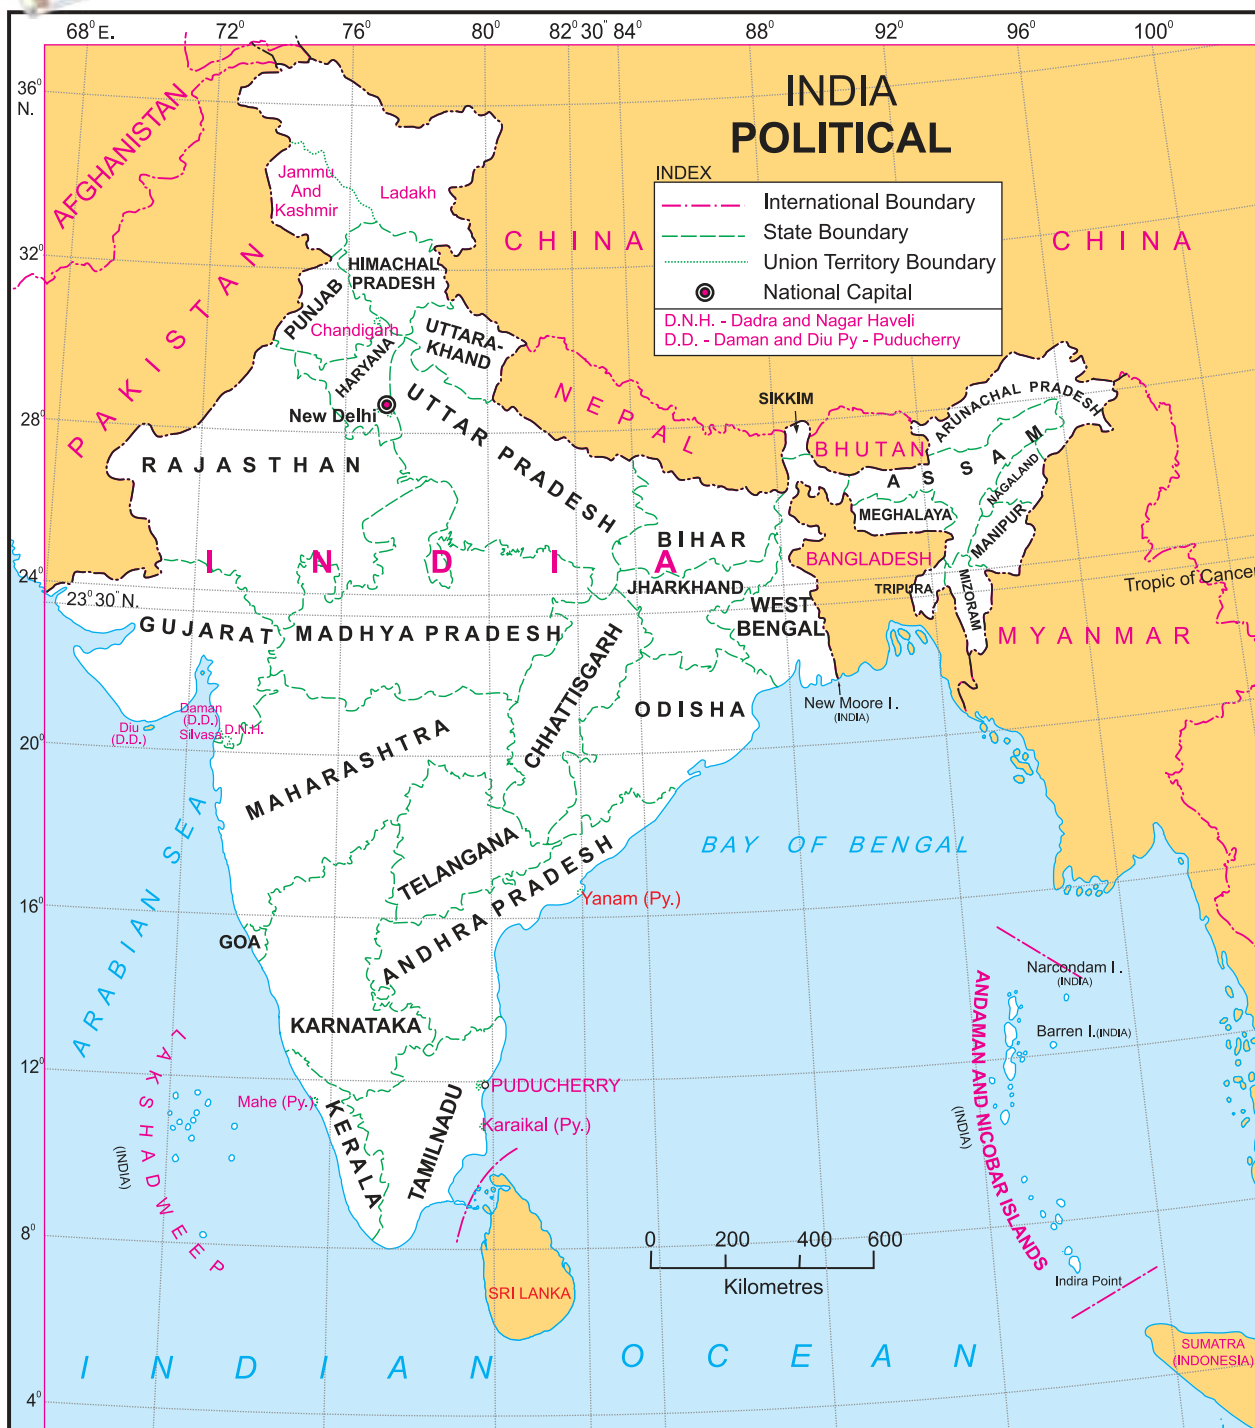 68° E.
72°
76°
80°
82°30'
84°
88°
92°
96°
100°
36°
N.
INDIA
POLITICAL
INDEX
International Boundary
State Boundary
Union Territory Boundary
National Capital
D.N.H. - Dadra and Nagar Haveli
D.D. - Daman and Diu Py - Puducherry
AFGHANISTAN
Jammu
And
Kashmir
Ladakh
CHINA
CHINA
32°
HIMACHAL
PRADESH
PAKISTAN
PUNJAB
Chandigarh
UTTARA-
KHAND
HARYANA
New Delhi
NEPAL
SIKKIM
BHUTAN
ARUNACHAL PRADESH
28°
RAJASTHAN
UTTAR PRADESH
ASSAM
NAGALAND
MEGHALAYA
MANIPUR
BIHAR
INDIA
BANGLADESH
24°
JHARKHAND
TRIPURA
MIZORAM
Tropic of Cancer
23°30' N.
WEST
BENGAL
GUJARAT
MADHYA PRADESH
MYANMAR
CHHATTISGARH
ODISHA
New Moore I.
(INDIA)
Daman
(D.D.)
Diu
(D.D.)
Silvasa
D.N.H.
20°
MAHARASHTRA
ARABIAN SEA
BAY OF BENGAL
TELANGANA
ANDHRA PRADESH
Yanam (Py.)
16°
GOA
Narcondam I.
(INDIA)
KARNATAKA
Barren I.(INDIA)
ANDAMAN AND NICOBAR ISLANDS
(INDIA)
12°
LAKSHADWEEP
(INDIA)
Mahe (Py.)
PUDUCHERRY
Karaikal (Py.)
KERALA
TAMILNADU
8°
0
200
400
600
Kilometres
Indira Point
SRI LANKA
INDIAN OCEAN
SUMATRA
(INDONESIA)
4°